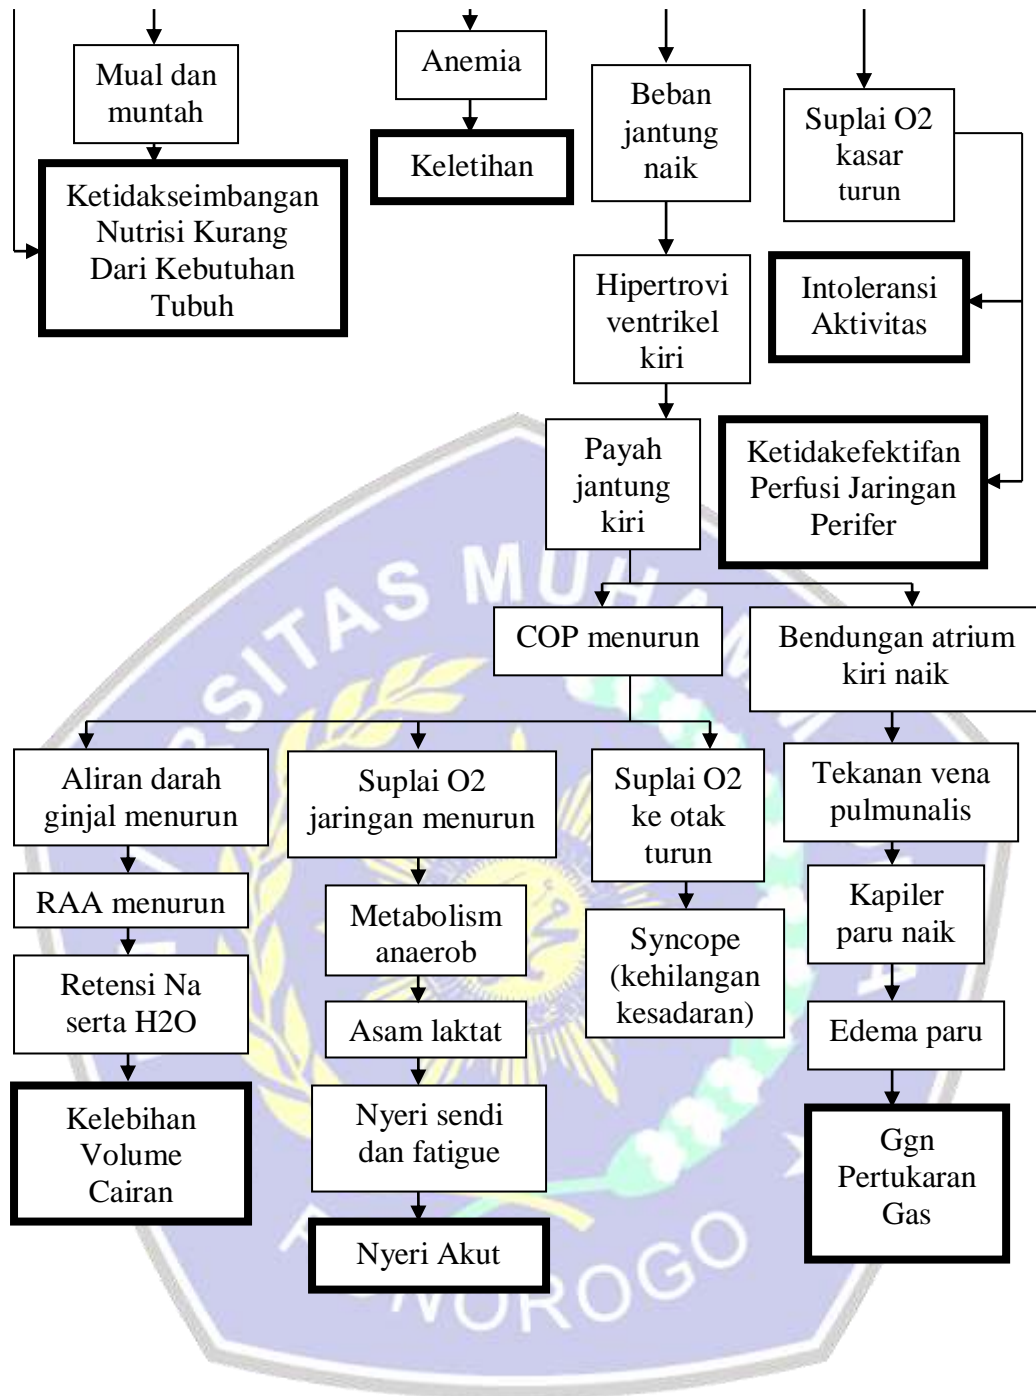 Mual dan
muntah
Anemia
Beban
jantung
naik
Suplai O2
kasar
turun
Keletihan
Ketidakseimbangan
Nutrisi Kurang
Dari Kebutuhan
Tubuh
Hipertrovi
ventrikel
kiri
Intoleransi
Aktivitas
Payah
jantung
kiri
Ketidakefektifan
Perfusi Jaringan
Perifer
COP menurun
Bendungan atrium
kiri naik
Aliran darah
ginjal menurun
Suplai O2
jaringan menurun
Suplai O2
ke otak
turun
Tekanan vena
pulmunalis
RAA menurun
Metabolism
anaerob
Kapiler
paru naik
Retensi Na
serta H2O
Asam laktat
Syncope
(kehilangan
kesadaran)
Edema paru
Kelebihan
Volume
Cairan
Nyeri sendi
dan fatigue
Ggn
Pertukaran
Gas
Nyeri Akut